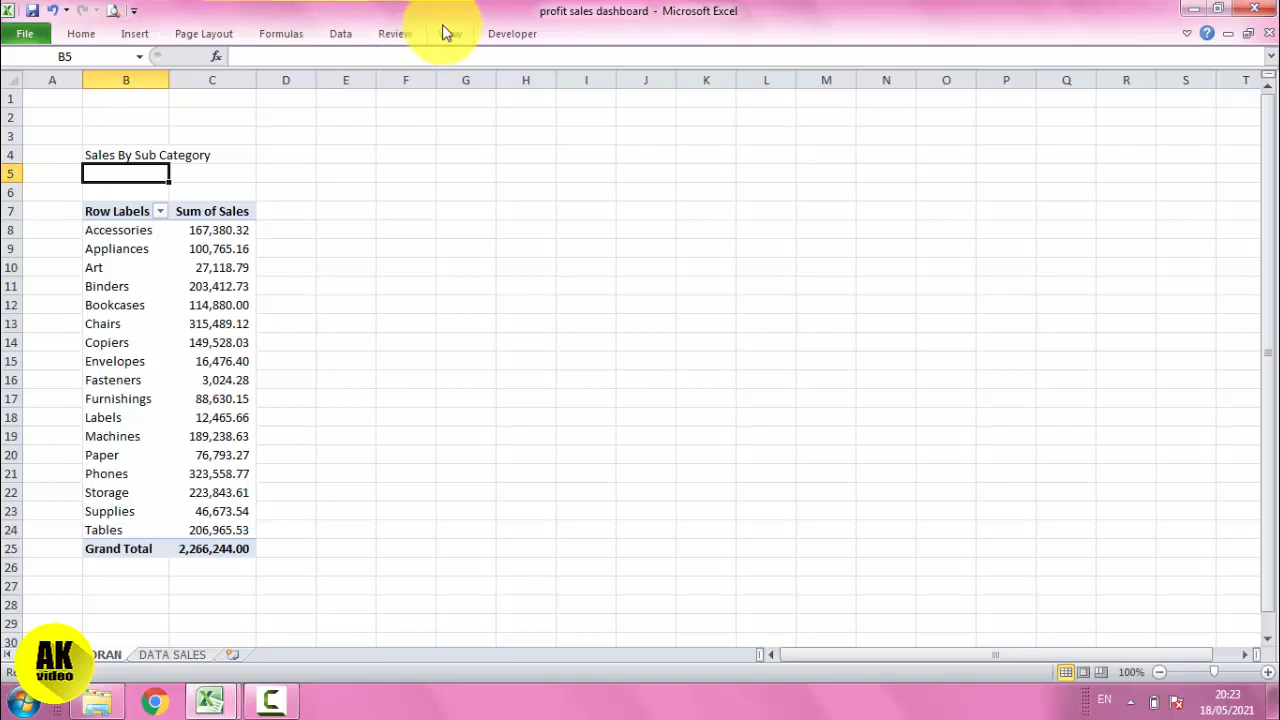 profit sales dashboard - Microsoft Excel
File Home Insert Page Layout Formulas Data Review View Developer
B5 fx
A B C D E F G H I J K L M N O P Q R S T
1
2
3
4 Sales By Sub Category
5
6
7 Row Labels Sum of Sales
8 Accessories 167,380.32
9 Appliances 100,765.16
10 Art 27,118.79
11 Binders 203,412.73
12 Bookcases 114,880.00
13 Chairs 315,489.12
14 Copiers 149,528.03
15 Envelopes 16,476.40
16 Fasteners 3,024.28
17 Furnishings 88,630.15
18 Labels 12,465.66
19 Machines 189,238.63
20 Paper 76,793.27
21 Phones 323,558.77
22 Storage 223,843.61
23 Supplies 46,673.54
24 Tables 206,965.53
25 Grand Total 2,266,244.00
26
27
28
29
30
ORAN DATA SALES
Re 100%
AK
video
EN 20:23
18/05/2021